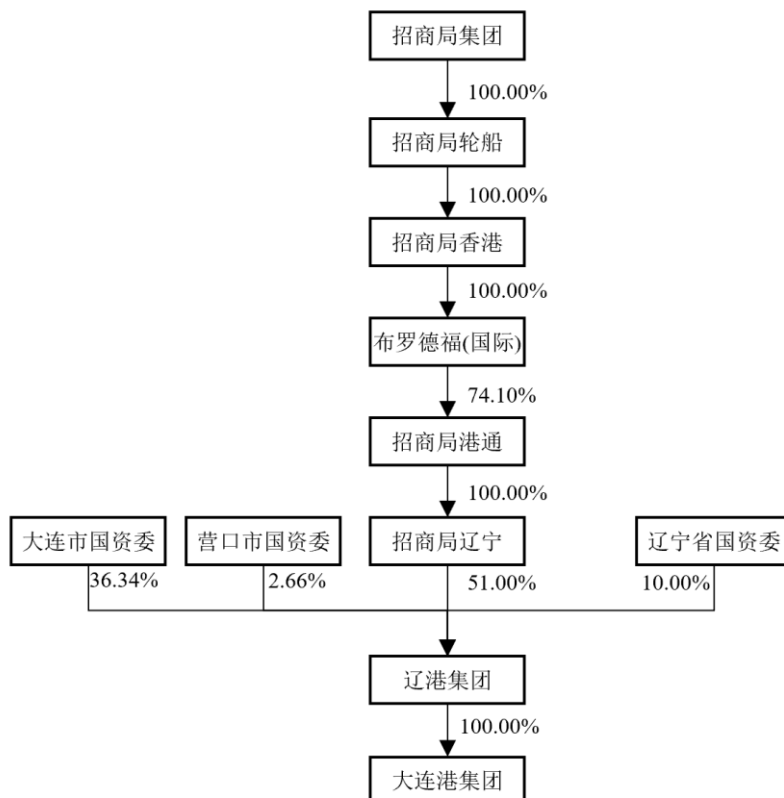 招商局集团
100.00%
招商局轮船
100.00%
招商局香港
100.00%
布罗德福(国际)
74.10%
招商局港通
100.00%
大连市国资委
营口市国资委
招商局辽宁
辽宁省国资委
36.34%
2.66%
51.00%
10.00%
辽港集团
100.00%
大连港集团